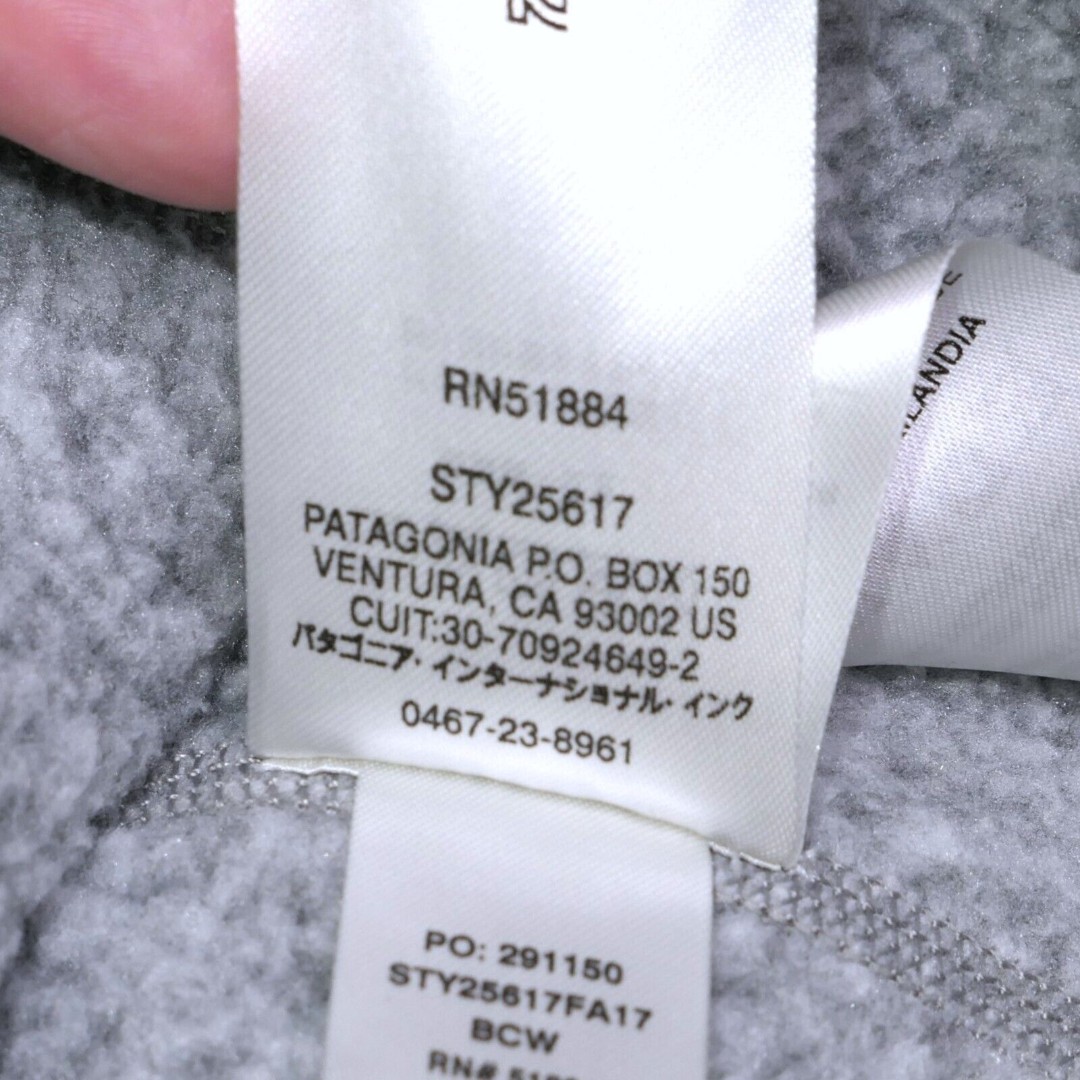 RN51884
STY25617
PATAGONIA P.O. BOX 150
VENTURA, CA 93002 US
CUIT:30-70924649-2
パタゴニア・インターナショナル・インク
0467-23-8961
PO: 291150
STY25617FA17
BCW
RN#